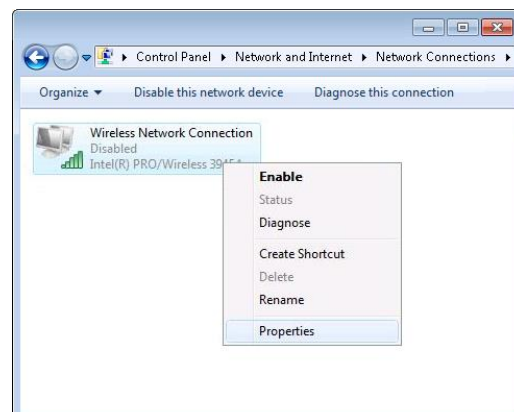 Control Panel ▸ Network and Internet ▸ Network Connections ▸
Organize ▾ Disable this network device Diagnose this connection
Wireless Network Connection
Disabled
Intel(R) PRO/Wireless
Enable
Status
Diagnose
Create Shortcut
Delete
Rename
Properties